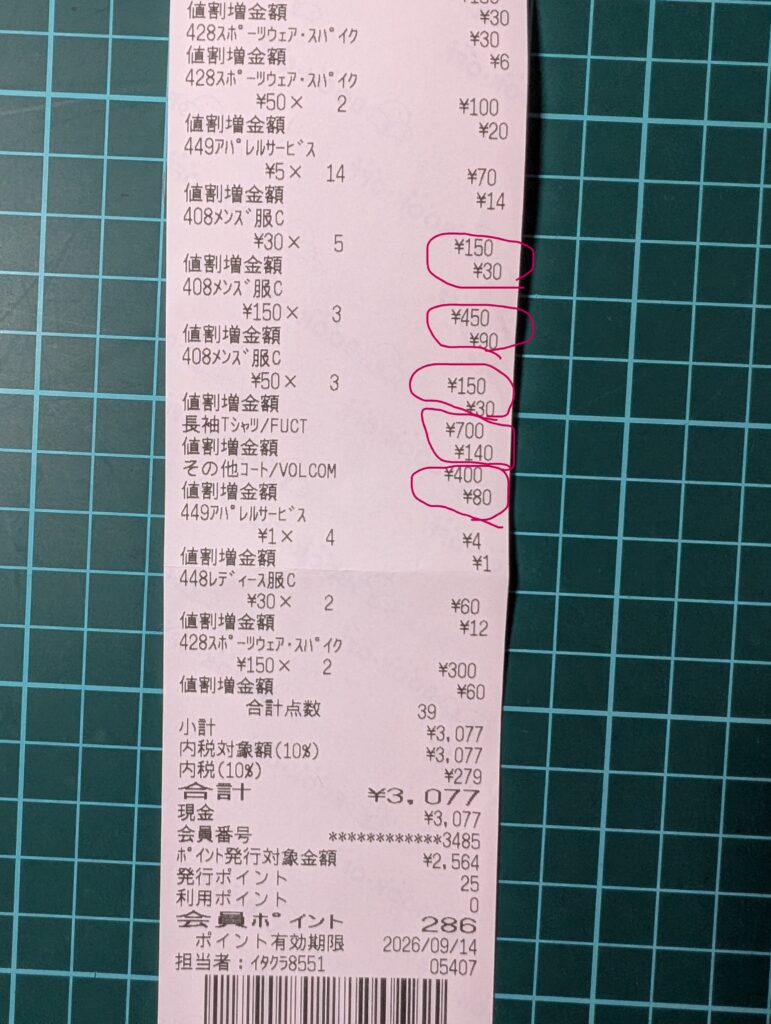 値割増金額 ¥30
428スポーツウェア・スパイク ¥30
値割増金額 ¥6
428スポーツウェア・スパイク
¥50× 2 ¥100
値割増金額 ¥20
449アパレルサービス
¥5× 14 ¥70
値割増金額 ¥14
408メンズ服C
¥30× 5 ¥150
値割増金額 ¥30
408メンズ服C
¥150× 3 ¥450
値割増金額 ¥90
408メンズ服C
¥50× 3 ¥150
値割増金額 ¥30
長袖Tシャツ/FUCT ¥700
値割増金額 ¥140
その他コート/VOLCOM ¥400
値割増金額 ¥80
449アパレルサービス
¥1× 4 ¥4
値割増金額 ¥1
448レディース服C
¥30× 2 ¥60
値割増金額 ¥12
428スポーツウェア・スパイク
¥150× 2 ¥300
値割増金額 ¥60
合計点数 39
小計 ¥3,077
内税対象額(10%) ¥3,077
内税(10%) ¥279
合計 ¥3,077
現金 ¥3,077
会員番号 ************3485
ポイント発行対象金額 ¥2,564
発行ポイント 25
利用ポイント 0
会員ポイント 286
ポイント有効期限 2026/09/14
担当者:イタクラ8551 05407